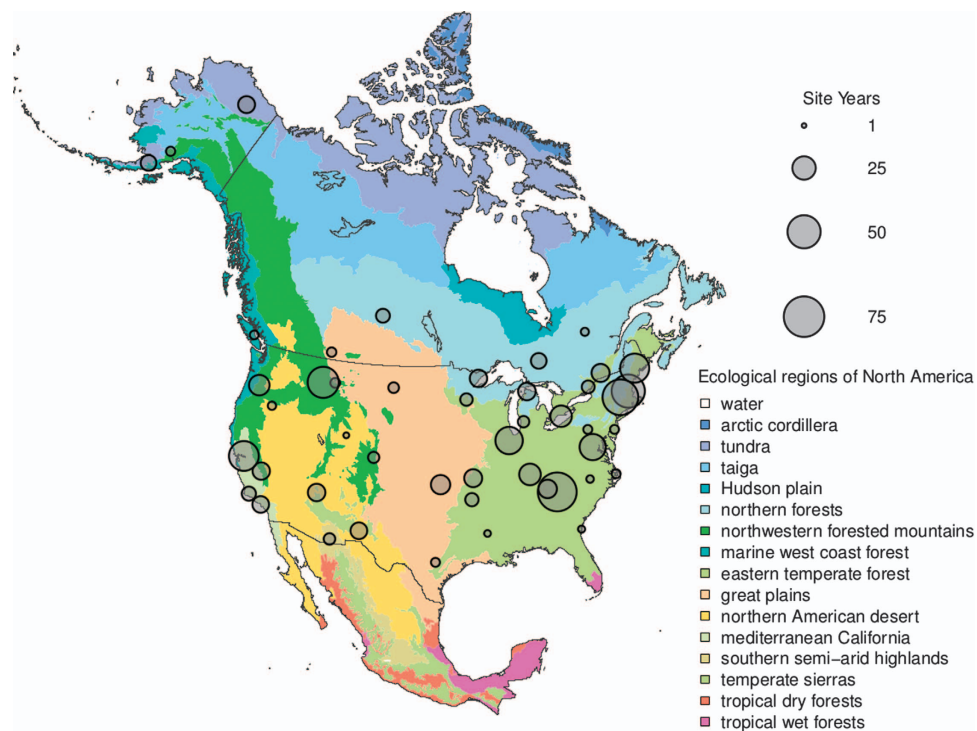 Site Years
1
25
50
75
Ecological regions of North America
water
arctic cordillera
tundra
taiga
Hudson plain
northern forests
northwestern forested mountains
marine west coast forest
eastern temperate forest
great plains
northern American desert
mediterranean California
southern semi−arid highlands
temperate sierras
tropical dry forests
tropical wet forests